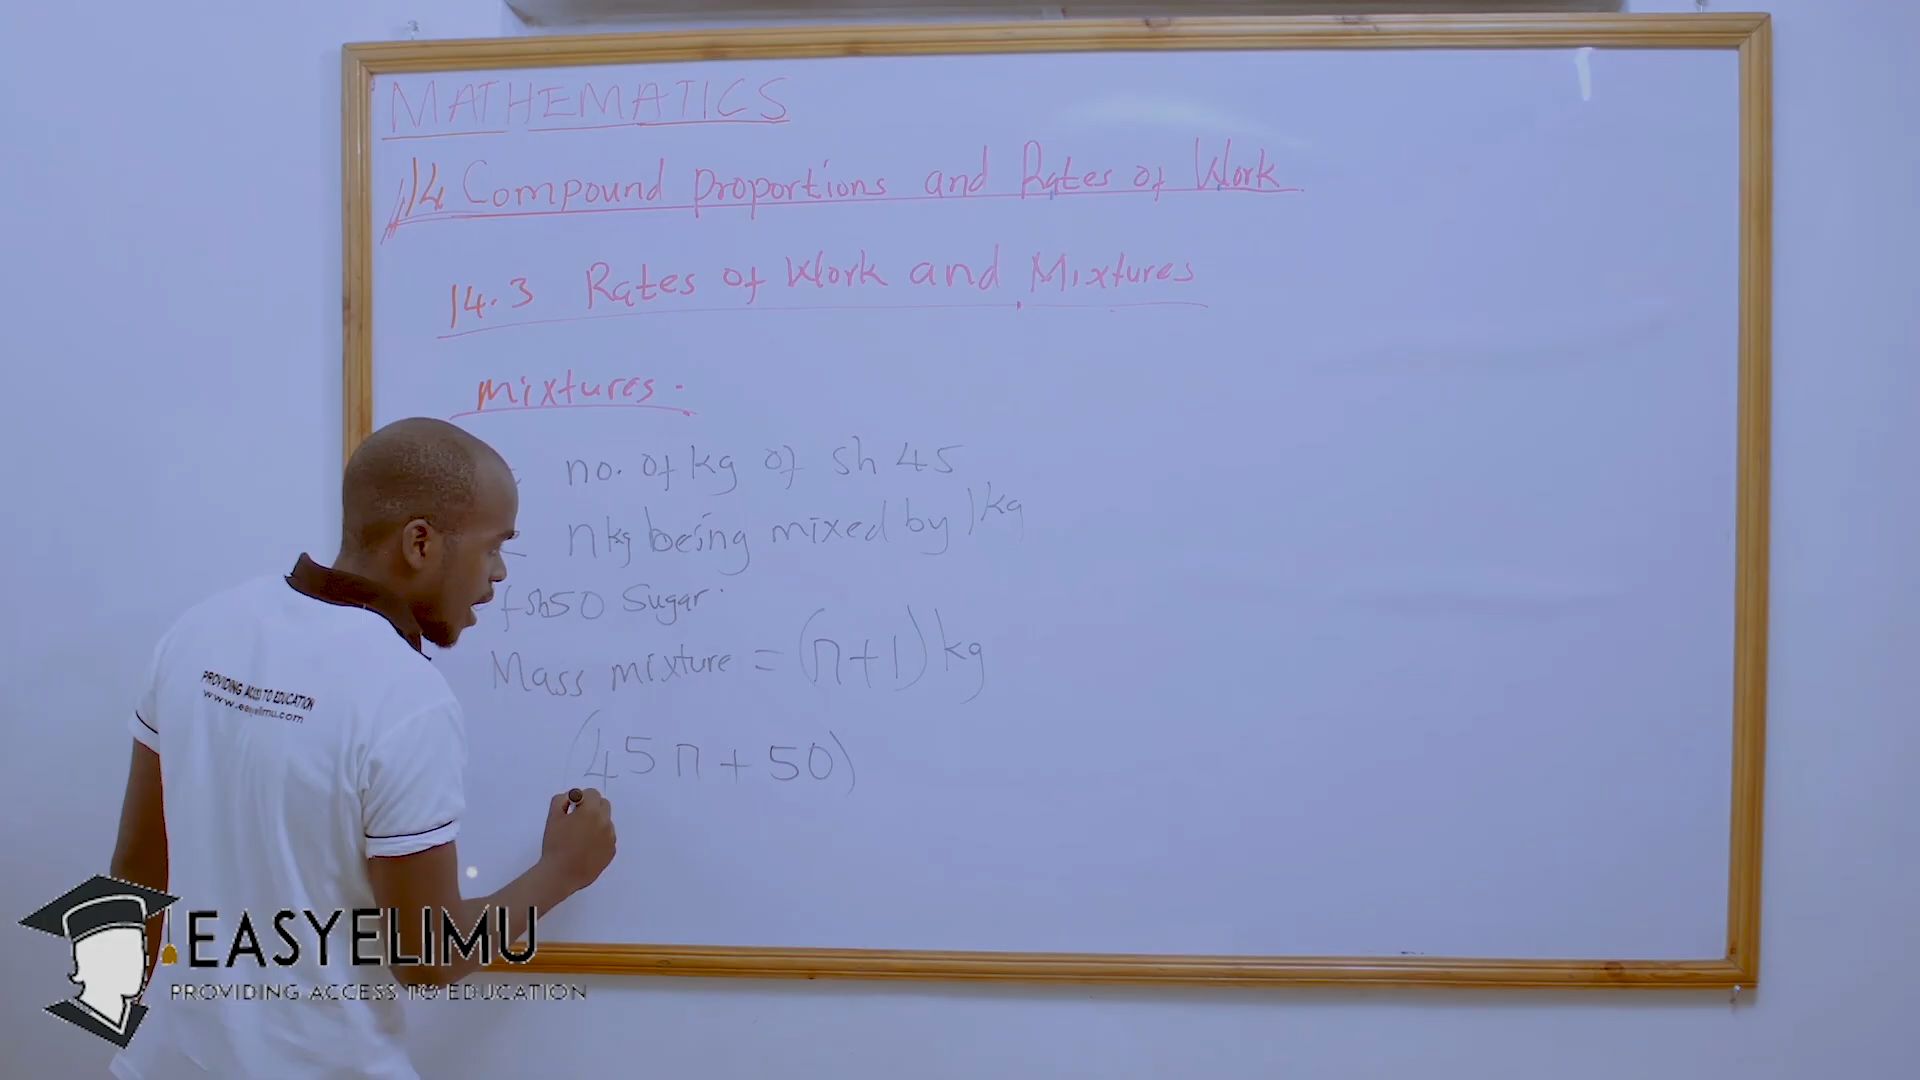 MATHEMATICS
14 Compound Proportions and Rates of Work
14.3 Rates of Work and Mixtures
Mixtures.
no. of kg of Sh 45
n kg being mixed by 1kg
f sh50 Sugar.
Mass mixture = (n+1) kg
(45n + 50)
PROVIDING ACCESS TO EDUCATION
www.easyelimu.com
EASYELIMU
PROVIDING ACCESS TO EDUCATION